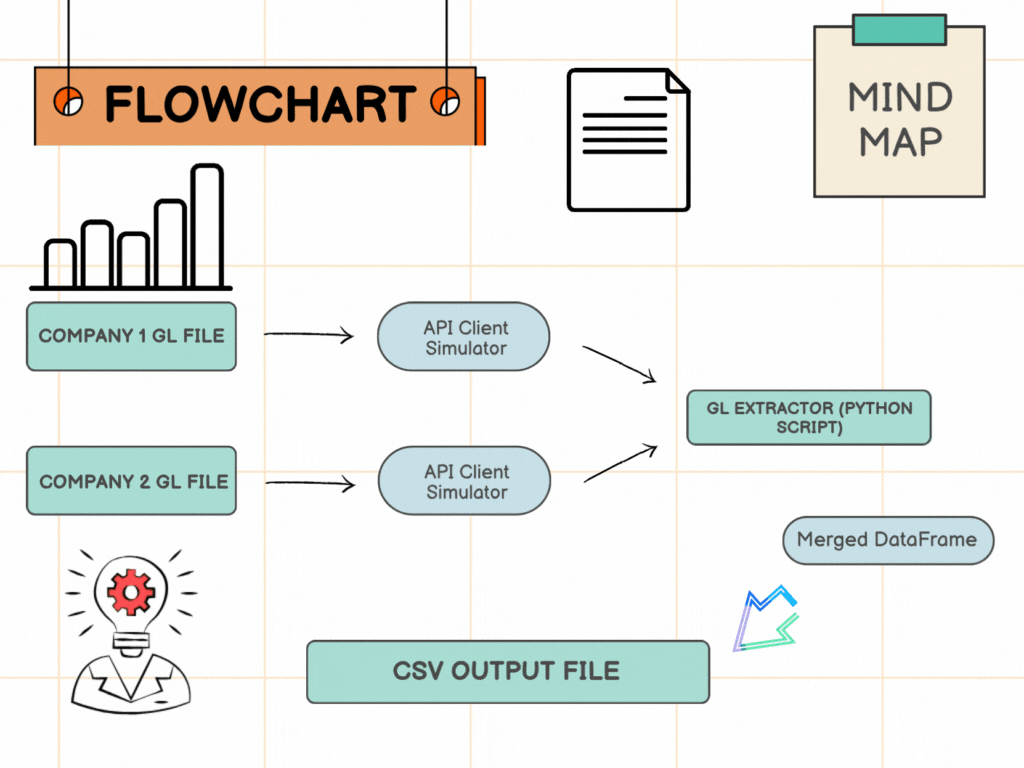 FLOWCHART
MIND
MAP
COMPANY 1 GL FILE
API Client
Simulator
GL EXTRACTOR (PYTHON
SCRIPT)
COMPANY 2 GL FILE
API Client
Simulator
Merged DataFrame
CSV OUTPUT FILE